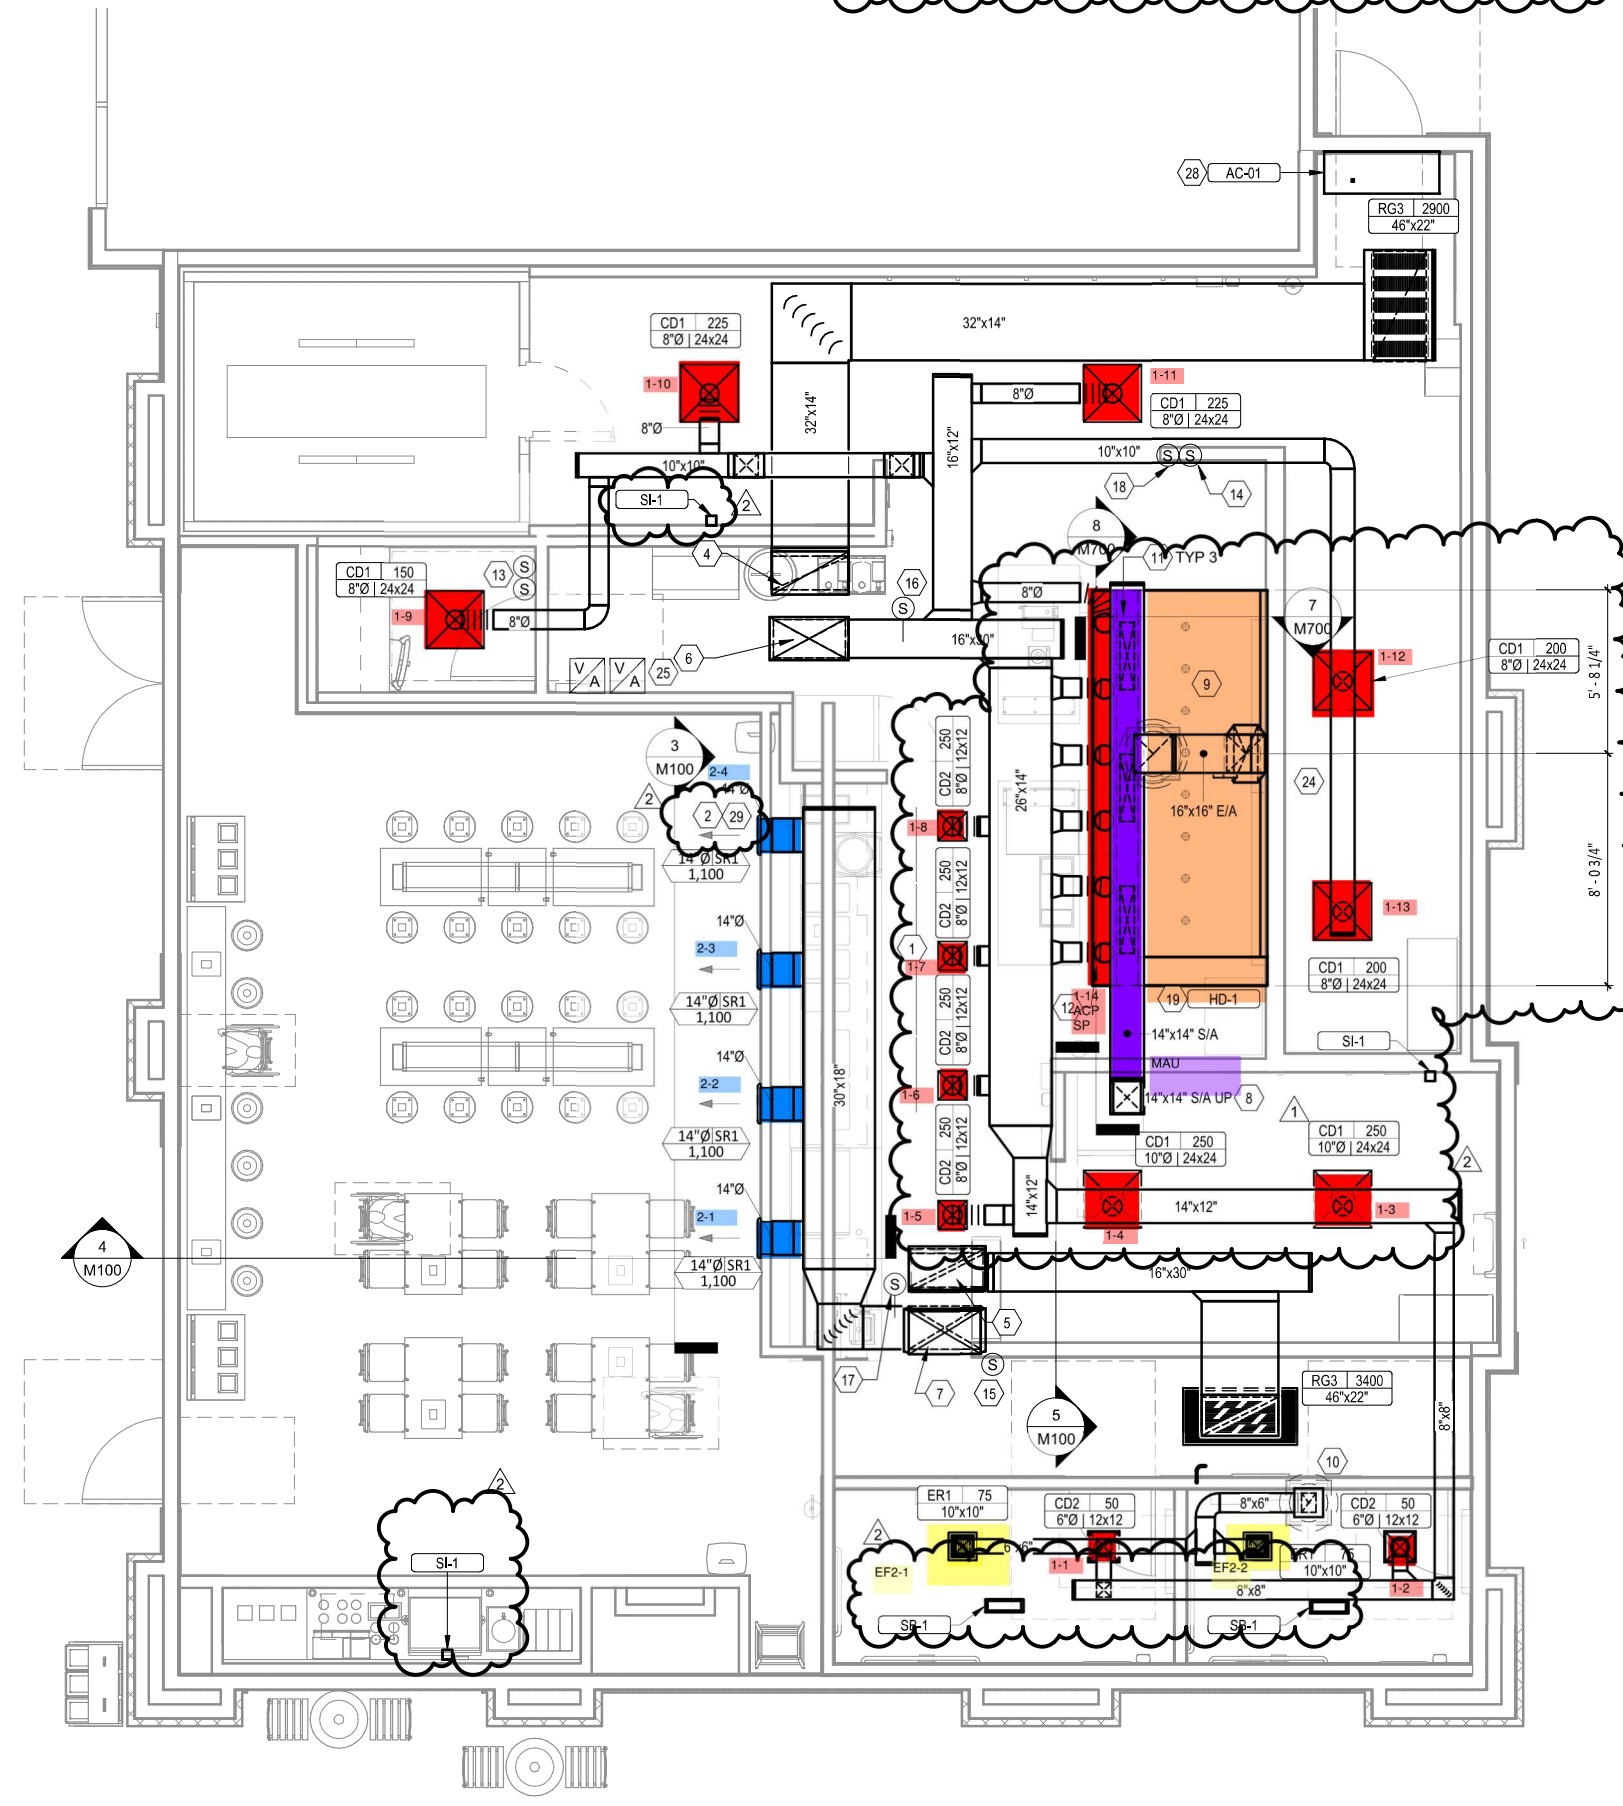 28 AC-01
RG3 2900
46"x22"
CD1 225
8"Ø | 24x24
1-10
8"Ø
32"x14"
32"x14"
8"Ø
1-11
CD1 225
8"Ø | 24x24
16"x12"
10"x10"
10"x10"
S S
18
14
SI-1
2
4
8
M700
11 TYP 3
CD1 150
8"Ø | 24x24
13
S
S
1-9
8"Ø
16
S
8"Ø
7
M700
16"x30"
6
25
V
A
V
A
9
1-12
CD1 200
8"Ø | 24x24
5' - 8 1/4"
3
M100
2-4
14"Ø
2
2 29
14"Ø SR1
1,100
CD2 250
8"Ø | 12x12
1-8
26"x14"
16"x16" E/A
24
8' - 0 3/4"
14"Ø
2-3
14"Ø SR1
1,100
CD2 250
8"Ø | 12x12
1
1-7
1-13
CD1 200
8"Ø | 24x24
12
1-14
ACP
SP
19 HD-1
14"x14" S/A
MAU
14"x14" S/A UP 8
SI-1
14"Ø
2-2
14"Ø SR1
1,100
30"x18"
CD2 250
8"Ø | 12x12
1-6
CD2 250
8"Ø | 12x12
1
CD1 250
10"Ø | 24x24
CD1 250
10"Ø | 24x24
2
14"Ø
2-1
14"Ø SR1
1,100
1-5
14"x12"
14"x12"
1-4
1-3
4
M100
16"x30"
S
5
17
7
S
15
RG3 3400
46"x22"
5
M100
8"x8"
10
2
SI-1
ER1 75
10"x10"
CD2 50
6"Ø | 12x12
8"x6"
CD2 50
6"Ø | 12x12
2
EF2-1
1-1
EF2-2
75
10"x10"
8"x8"
1-2
SB-1
SB-1